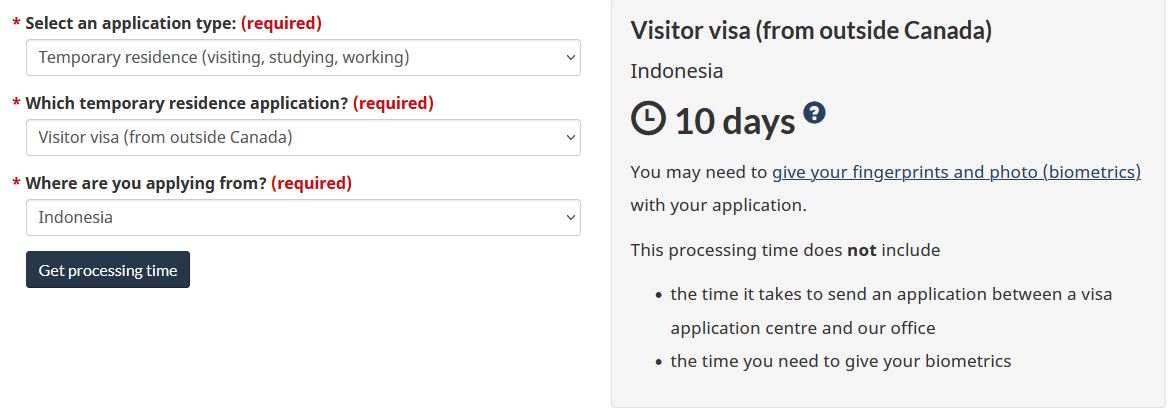 * Select an application type: (required)
Temporary residence (visiting, studying, working)
* Which temporary residence application? (required)
Visitor visa (from outside Canada)
* Where are you applying from? (required)
Indonesia
Get processing time
Visitor visa (from outside Canada)
Indonesia
10 days ?
You may need to give your fingerprints and photo (biometrics)
with your application.
This processing time does not include
• the time it takes to send an application between a visa
application centre and our office
• the time you need to give your biometrics